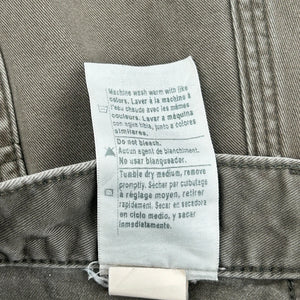 Machine wash warm with like
colors. Laver à la machine à
l'eau chaude avec les mêmes
couleurs. Lavar a máquina
con agua tibia, junto a colores
similares.
Do not bleach.
Aucun agent de blanchiment.
No usar blanqueador.
Tumble dry medium, remove
promptly. Sécher par culbutage
à réglage moyen, retirer
rapidement. Secar en secadora
en ciclo medio, y sacar
inmediatamente.